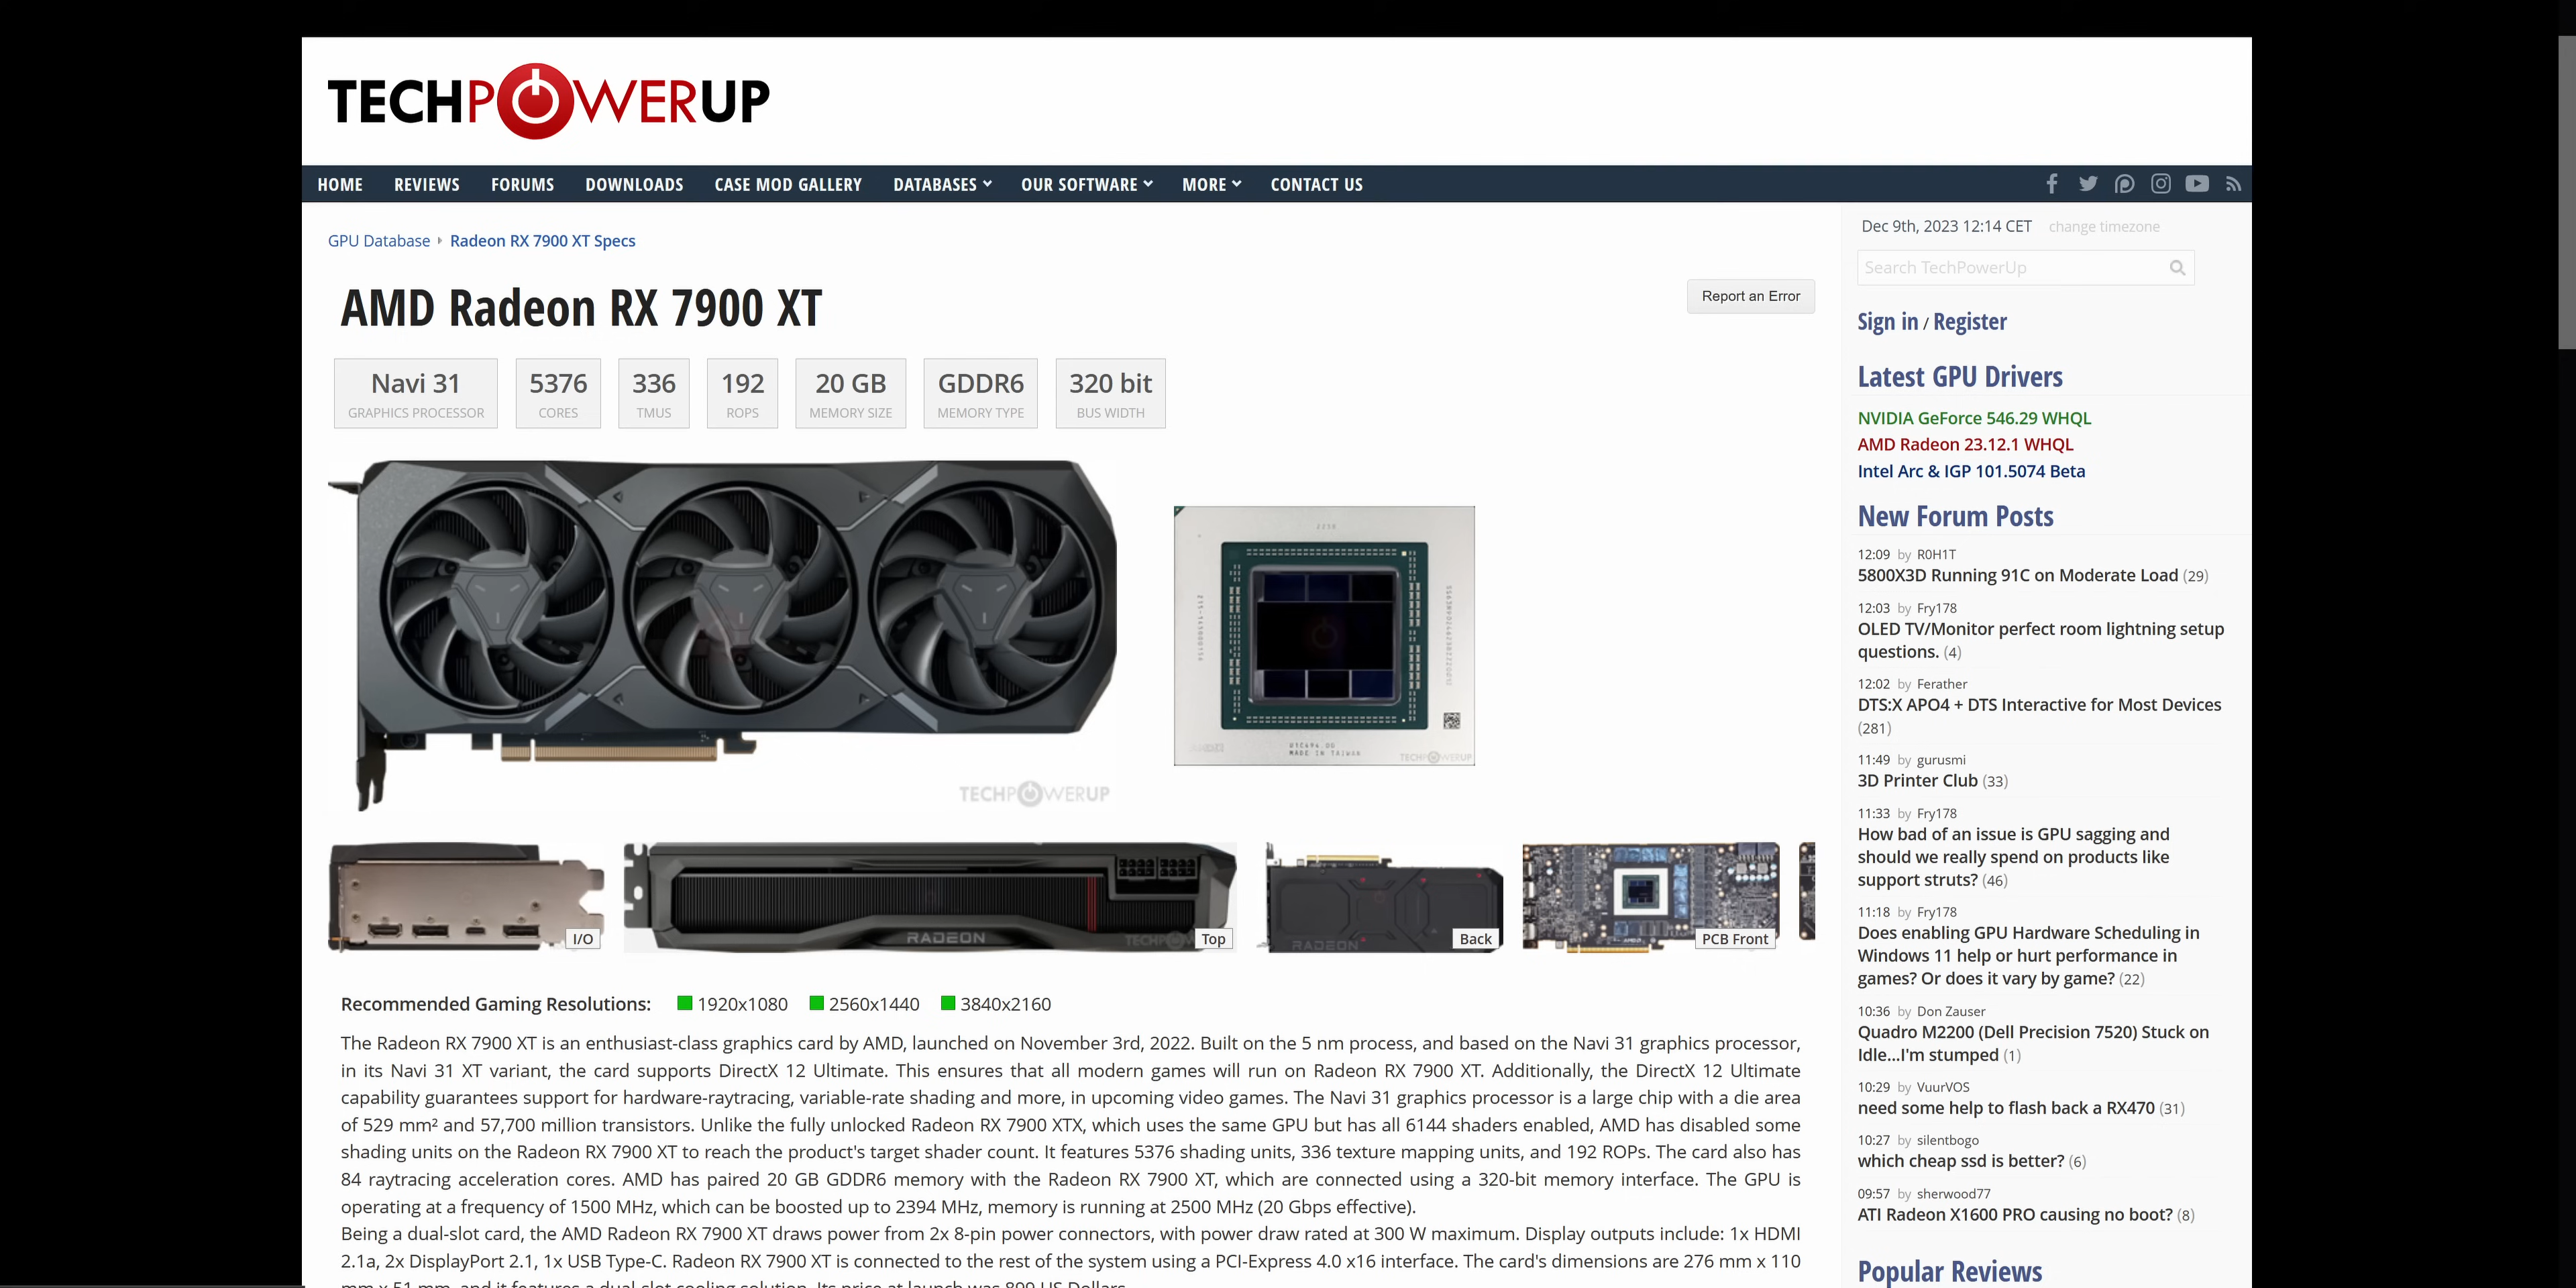 TECHPOWERUP
HOME REVIEWS FORUMS DOWNLOADS CASE MOD GALLERY DATABASES OUR SOFTWARE MORE CONTACT US
GPU Database Radeon RX 7900 XT Specs
AMD Radeon RX 7900 XT
Report an Error
Navi 31 5376 336 192 20 GB GDDR6 320 bit
GRAPHICS PROCESSOR CORES TMUS ROPS MEMORY SIZE MEMORY TYPE BUS WIDTH
MADE IN TAIWAN
TECHPOWERUP
TECHPOWERUP
RADEON
RADEON
I/O Top Back PCB Front
Recommended Gaming Resolutions: 1920x1080 2560x1440 3840x2160
The Radeon RX 7900 XT is an enthusiast-class graphics card by AMD, launched on November 3rd, 2022. Built on the 5 nm process, and based on the Navi 31 graphics processor,
in its Navi 31 XT variant, the card supports DirectX 12 Ultimate. This ensures that all modern games will run on Radeon RX 7900 XT. Additionally, the DirectX 12 Ultimate
capability guarantees support for hardware-raytracing, variable-rate shading and more, in upcoming video games. The Navi 31 graphics processor is a large chip with a die area
of 529 mm² and 57,700 million transistors. Unlike the fully unlocked Radeon RX 7900 XTX, which uses the same GPU but has all 6144 shaders enabled, AMD has disabled some
shading units on the Radeon RX 7900 XT to reach the product's target shader count. It features 5376 shading units, 336 texture mapping units, and 192 ROPs. The card also has
84 raytracing acceleration cores. AMD has paired 20 GB GDDR6 memory with the Radeon RX 7900 XT, which are connected using a 320-bit memory interface. The GPU is
operating at a frequency of 1500 MHz, which can be boosted up to 2394 MHz, memory is running at 2500 MHz (20 Gbps effective).
Being a dual-slot card, the AMD Radeon RX 7900 XT draws power from 2x 8-pin power connectors, with power draw rated at 300 W maximum. Display outputs include: 1x HDMI
2.1a, 2x DisplayPort 2.1, 1x USB Type-C. Radeon RX 7900 XT is connected to the rest of the system using a PCI-Express 4.0 x16 interface. The card's dimensions are 276 mm x 110
mm x 51 mm, and it features a dual-slot cooling solution. Its price at launch was 899 US Dollars.
Dec 9th, 2023 12:14 CET change timezone
Search TechPowerUp
Sign in / Register
Latest GPU Drivers
NVIDIA GeForce 546.29 WHQL
AMD Radeon 23.12.1 WHQL
Intel Arc & IGP 101.5074 Beta
New Forum Posts
12:09 by R0H1T
5800X3D Running 91C on Moderate Load (29)
12:03 by Fry178
OLED TV/Monitor perfect room lightning setup
questions. (4)
12:02 by Ferather
DTS:X APO4 + DTS Interactive for Most Devices
(281)
11:49 by gurusmi
3D Printer Club (33)
11:33 by Fry178
How bad of an issue is GPU sagging and
should we really spend on products like
support struts? (46)
11:18 by Fry178
Does enabling GPU Hardware Scheduling in
Windows 11 help or hurt performance in
games? Or does it vary by game? (22)
10:36 by Don Zauser
Quadro M2200 (Dell Precision 7520) Stuck on
Idle...I'm stumped (1)
10:29 by VuurVOS
need some help to flash back a RX470 (31)
10:27 by silentbogo
which cheap ssd is better? (6)
09:57 by sherwood77
ATI Radeon X1600 PRO causing no boot? (8)
Popular Reviews